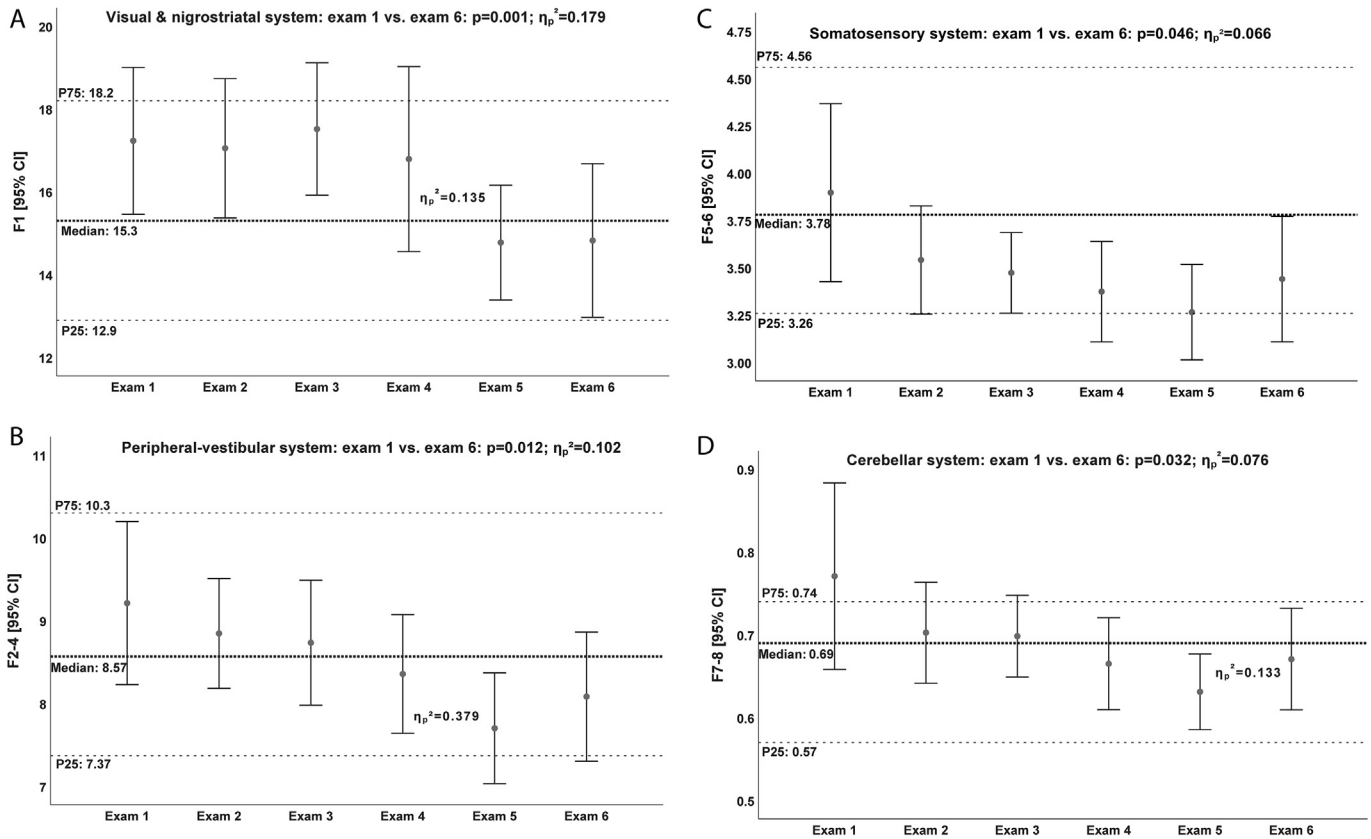 A
Visual & nigrostriatal system: exam 1 vs. exam 6: p=0.001; ηp²=0.179
20
P75: 18.2
18
16
ηp²=0.135
Median: 15.3
14
P25: 12.9
12
F1 [95% CI]
Exam 1 Exam 2 Exam 3 Exam 4 Exam 5 Exam 6
B
Peripheral-vestibular system: exam 1 vs. exam 6: p=0.012; ηp²=0.102
11
P75: 10.3
10
9
Median: 8.57
8
ηp²=0.379
P25: 7.37
7
F2-4 [95% CI]
Exam 1 Exam 2 Exam 3 Exam 4 Exam 5 Exam 6
C
Somatosensory system: exam 1 vs. exam 6: p=0.046; ηp²=0.066
4.75
P75: 4.56
4.50
4.25
4.00
3.75
Median: 3.78
3.50
3.25
P25: 3.26
3.00
F5-6 [95% CI]
Exam 1 Exam 2 Exam 3 Exam 4 Exam 5 Exam 6
D
Cerebellar system: exam 1 vs. exam 6: p=0.032; ηp²=0.076
0.9
0.8
P75: 0.74
0.7
Median: 0.69
ηp²=0.133
0.6
P25: 0.57
0.5
F7-8 [95% CI]
Exam 1 Exam 2 Exam 3 Exam 4 Exam 5 Exam 6